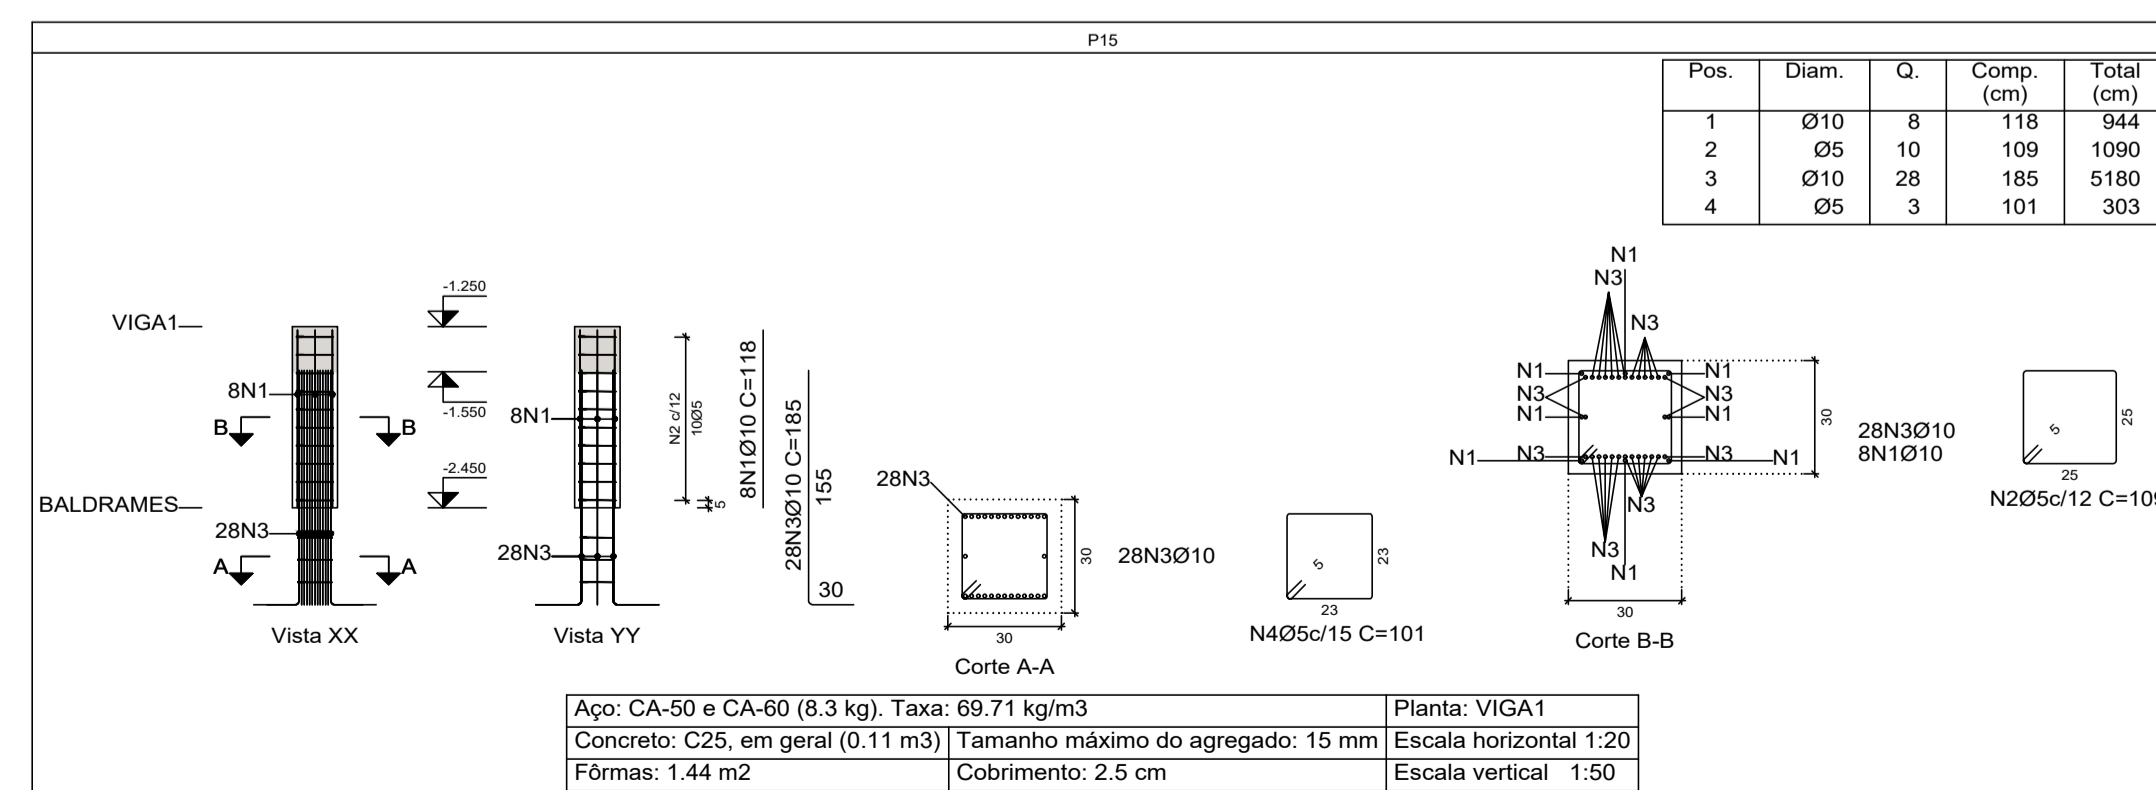 P15
Pos. Diam. Q. Comp. (cm) Total (cm)
1 Ø10 8 118 944
2 Ø5 10 109 1090
3 Ø10 28 185 5180
4 Ø5 3 101 303
VIGA1
8N1
B B
BALDRAMES
28N3
A A
Vista XX
-1.250
-1.550
-2.450
8N1
28N3
Vista YY
N2 c/12
10Ø5
5
8N1Ø10 C=118
28N3Ø10 C=185
155
30
28N3
30
30
28N3Ø10
Corte A-A
5
23
23
N4Ø5c/15 C=101
N1
N3
N3
N1 N1
N3 N3
N1 N1
N1 N3 N3 N1
N3
N3
N1
30
30
28N3Ø10
8N1Ø10
Corte B-B
5
25
25
N2Ø5c/12 C=109
Aço: CA-50 e CA-60 (8.3 kg). Taxa: 69.71 kg/m3 Planta: VIGA1
Concreto: C25, em geral (0.11 m3) Tamanho máximo do agregado: 15 mm Escala horizontal 1:20
Fôrmas: 1.44 m2 Cobrimento: 2.5 cm Escala vertical 1:50